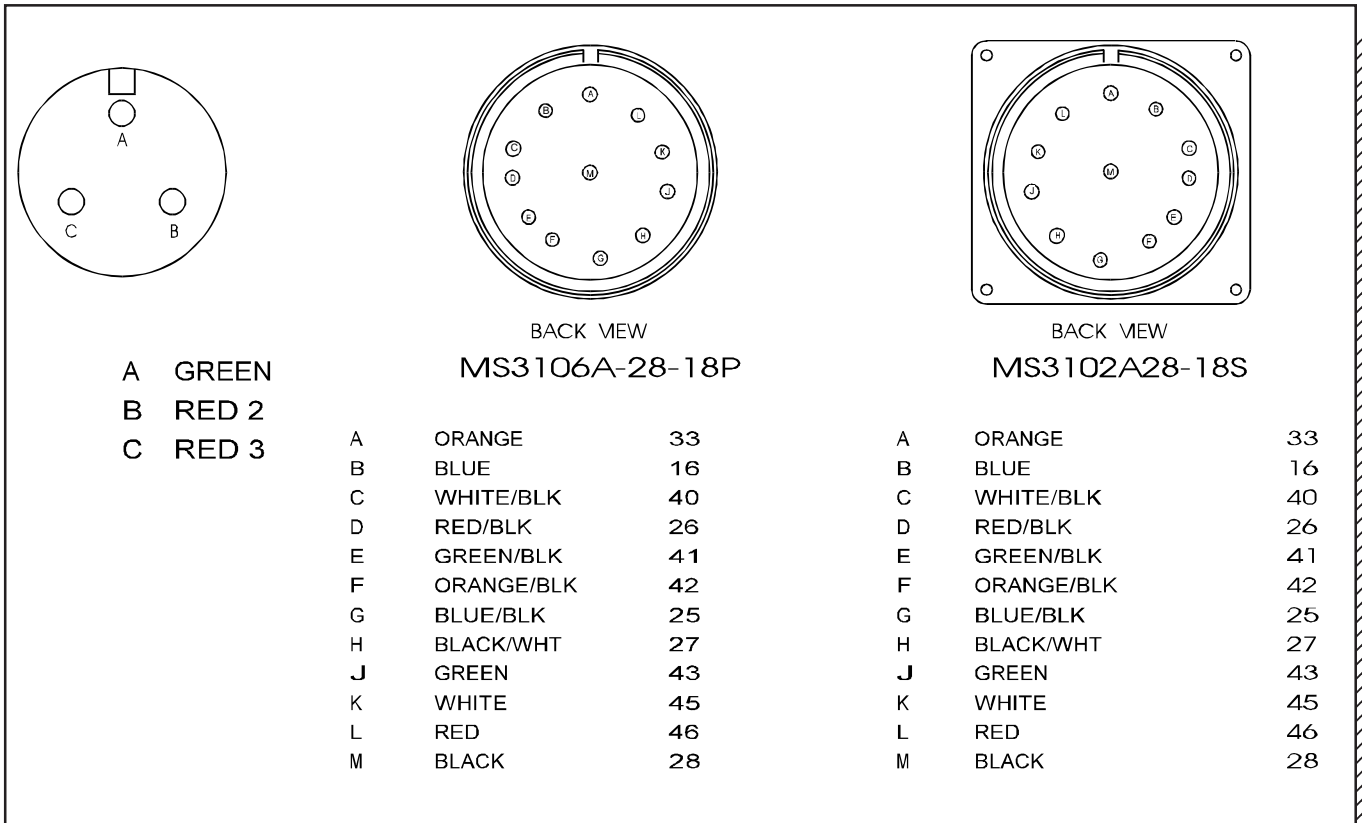 A
C B
A GREEN
B RED 2
C RED 3
A
B L
C K
M
D J
E
F H
G
BACK VIEW
MS3106A-28-18P
A ORANGE 33
B BLUE 16
C WHITE/BLK 40
D RED/BLK 26
E GREEN/BLK 41
F ORANGE/BLK 42
G BLUE/BLK 25
H BLACK/WHT 27
J GREEN 43
K WHITE 45
L RED 46
M BLACK 28
A
L B
K C
M
J D
E
H F
G
BACK VIEW
MS3102A28-18S
A ORANGE 33
B BLUE 16
C WHITE/BLK 40
D RED/BLK 26
E GREEN/BLK 41
F ORANGE/BLK 42
G BLUE/BLK 25
H BLACK/WHT 27
J GREEN 43
K WHITE 45
L RED 46
M BLACK 28